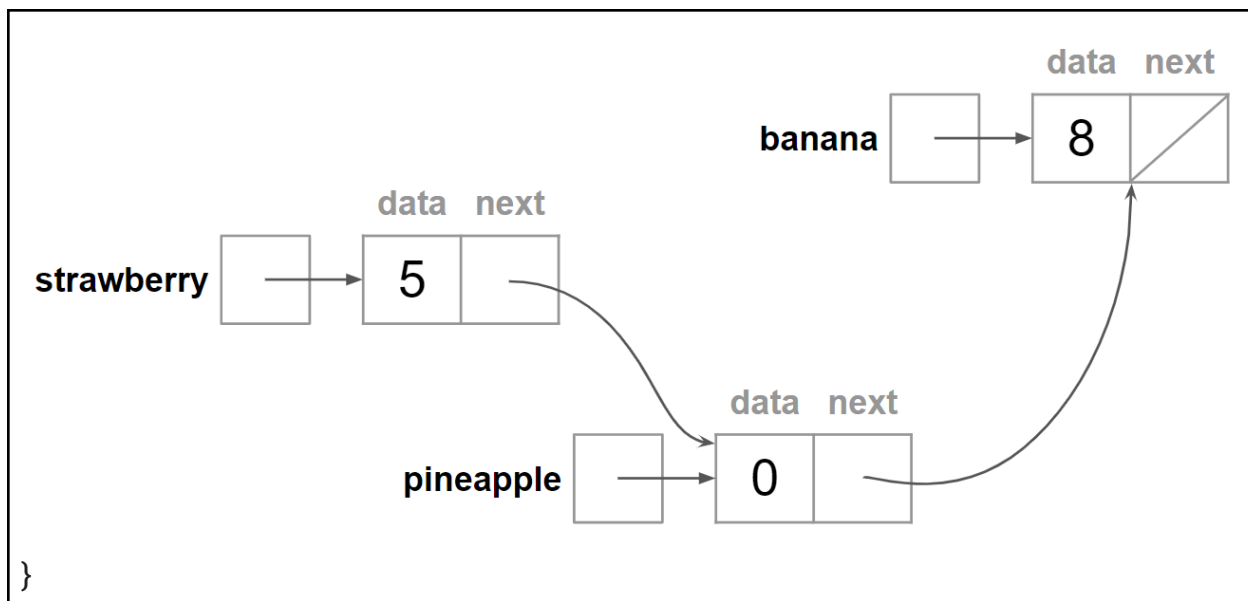 data next
banana 8
data next
strawberry 5
data next
pineapple 0
}